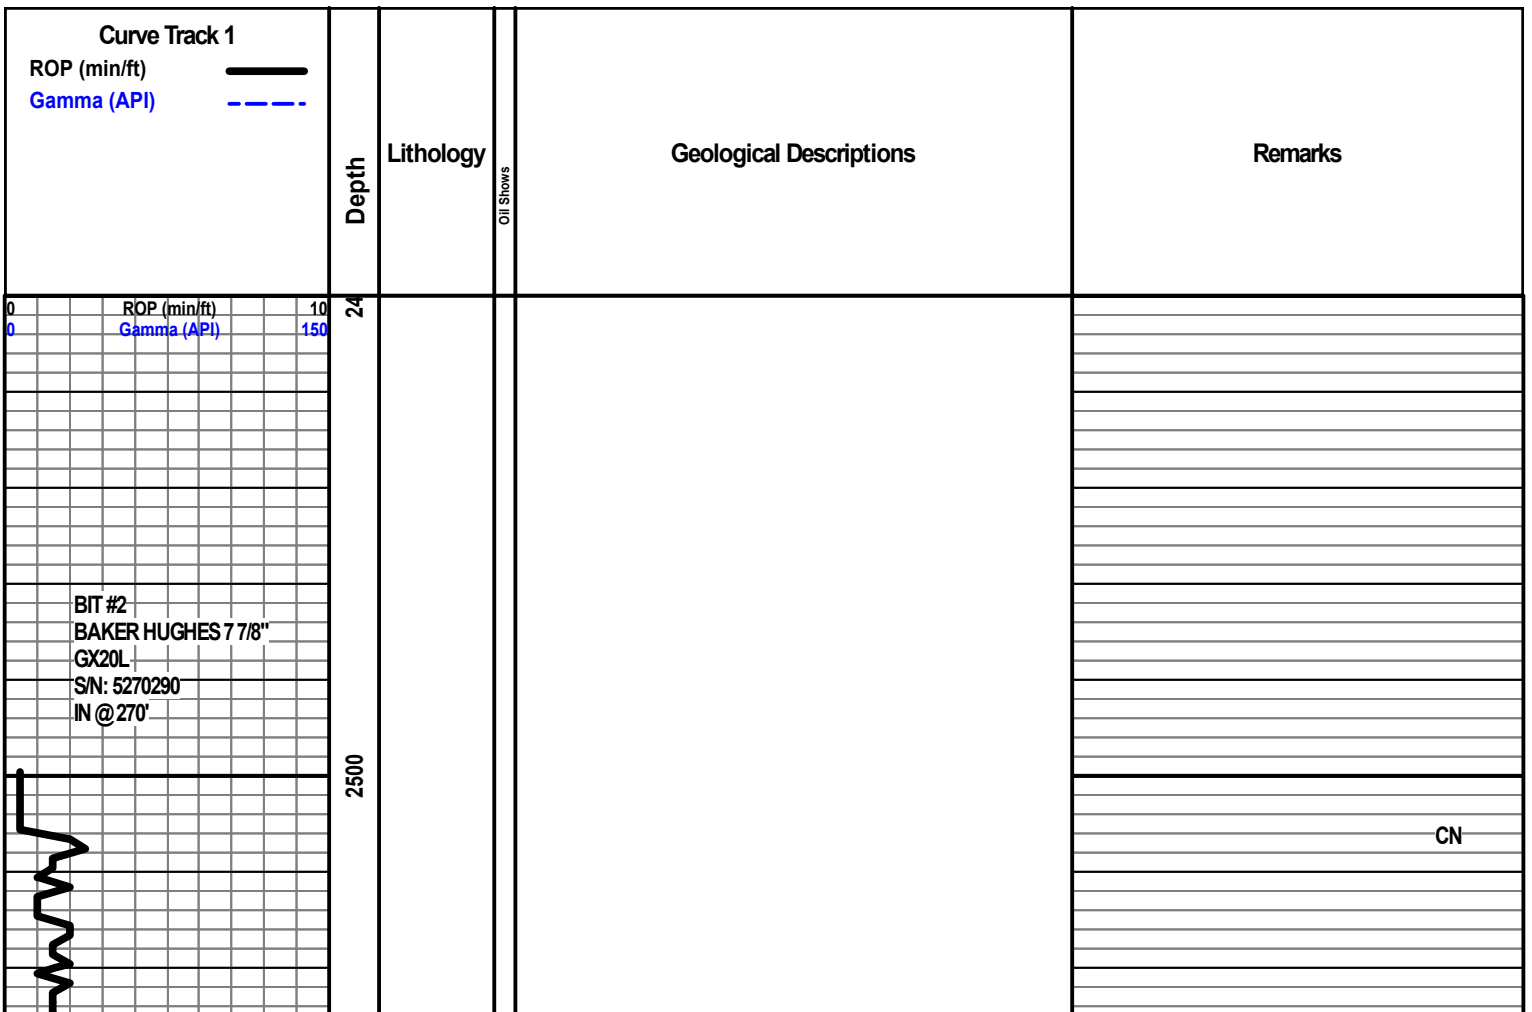 Curve Track 1
ROP (min/ft)
Gamma (API)
Depth
Lithology
Oil Shows
Geological Descriptions
Remarks
0 ROP (min/ft) 10
0 Gamma (API) 150
24
BIT #2
BAKER HUGHES 7 7/8"
GX20L
S/N: 5270290
IN @ 270'
2500
CN